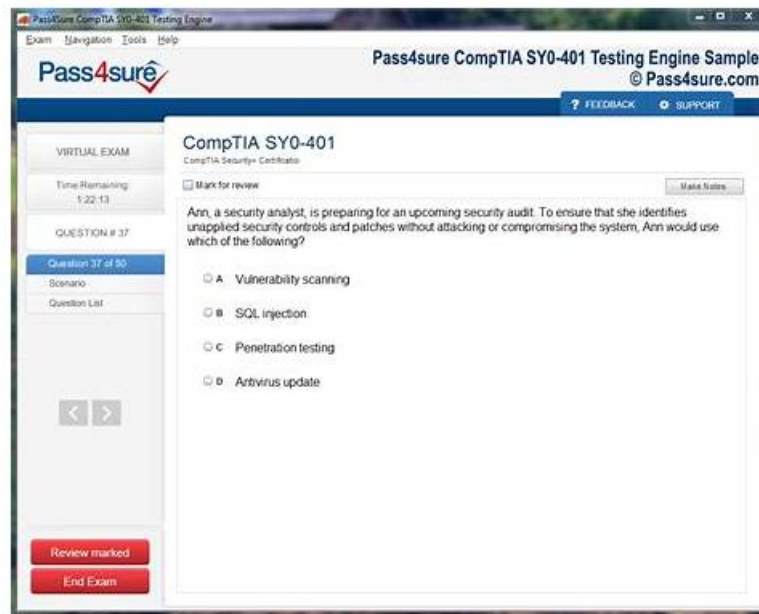 Pass4sure CompTIA SY0-401 Testing Engine
Exam Navigation Tools Help
Pass4sure
Pass4sure CompTIA SY0-401 Testing Engine Sample
© Pass4sure.com
? FEEDBACK SUPPORT
VIRTUAL EXAM
Time Remaining
1:22:13
QUESTION # 37
Question 37 of 50
Scenario
Question List
Review marked
End Exam
CompTIA SY0-401
CompTIA Security+ Certificatio
Mark for review
Make Notes
Ann, a security analyst, is preparing for an upcoming security audit. To ensure that she identifies
unapplied security controls and patches without attacking or compromising the system, Ann would use
which of the following?
A Vulnerability scanning
B SQL injection
C Penetration testing
D Antivirus update